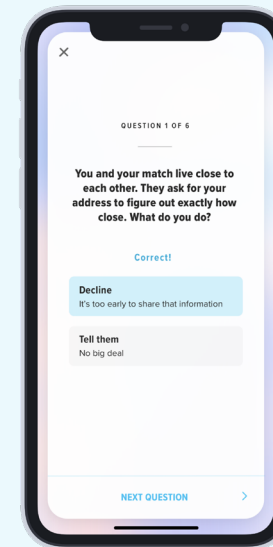 QUESTION 1 OF 6
You and your match live close to
each other. They ask for your
address to figure out exactly how
close. What do you do?
Correct!
Decline
It's too early to share that information
Tell them
No big deal
NEXT QUESTION